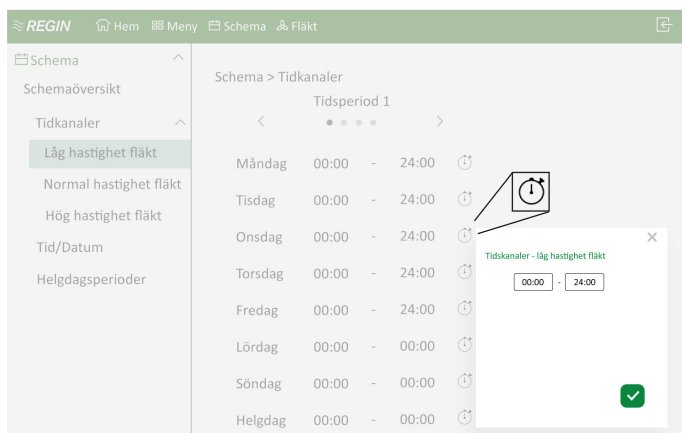 REGIN Hem Meny Schema Fläkt
Schema
Schemaöversikt
Tidkanaler
Låg hastighet fläkt
Normal hastighet fläkt
Hög hastighet fläkt
Tid/Datum
Helgdagsperioder
Schema > Tidkanaler
Tidsperiod 1
< >
Måndag 00:00 - 24:00
Tisdag 00:00 - 24:00
Onsdag 00:00 - 24:00
Torsdag 00:00 - 24:00
Fredag 00:00 - 24:00
Lördag 00:00 - 00:00
Söndag 00:00 - 00:00
Helgdag 00:00 - 00:00
Tidskanaler - låg hastighet fläkt
00:00 - 24:00